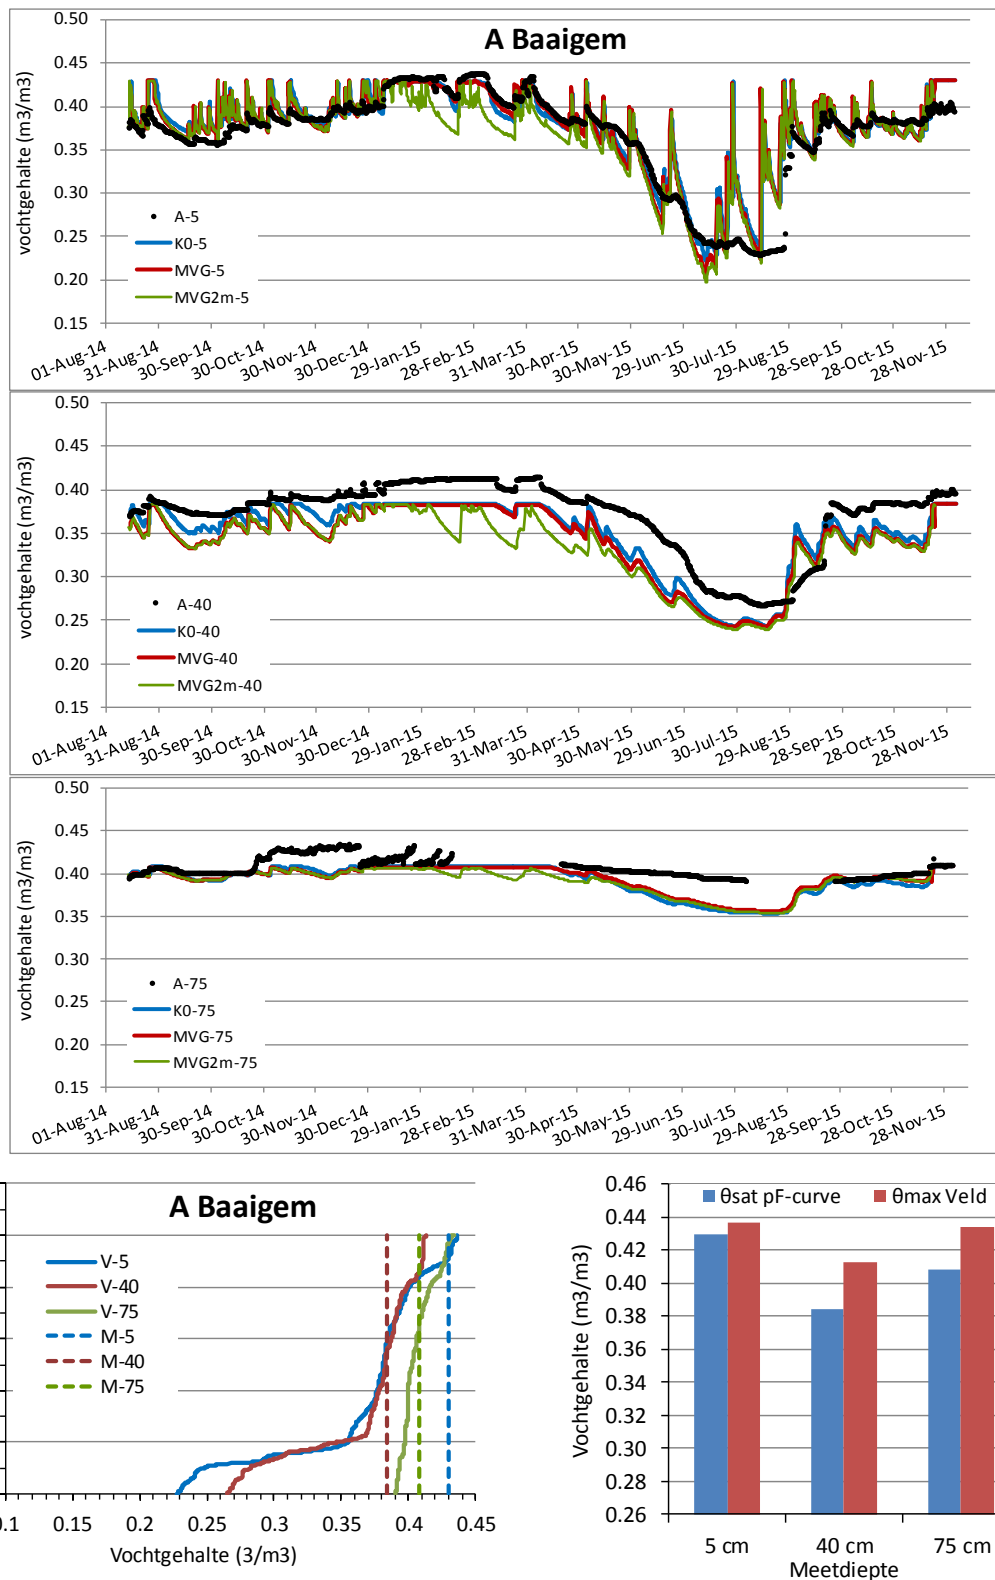 A Baaigem
vochtgehalte (m3/m3)
0.50
0.45
0.40
0.35
0.30
0.25
0.20
0.15
A-5
K0-5
MVG-5
MVG2m-5
01-Aug-14
31-Aug-14
30-Sep-14
30-Oct-14
30-Nov-14
30-Dec-14
29-Jan-15
28-Feb-15
31-Mar-15
30-Apr-15
30-May-15
29-Jun-15
30-Jul-15
29-Aug-15
28-Sep-15
28-Oct-15
28-Nov-15
vochtgehalte (m3/m3)
0.50
0.45
0.40
0.35
0.30
0.25
0.20
0.15
A-40
K0-40
MVG-40
MVG2m-40
01-Aug-14
31-Aug-14
30-Sep-14
30-Oct-14
30-Nov-14
30-Dec-14
29-Jan-15
28-Feb-15
31-Mar-15
30-Apr-15
30-May-15
29-Jun-15
30-Jul-15
29-Aug-15
28-Sep-15
28-Oct-15
28-Nov-15
vochtgehalte (m3/m3)
0.50
0.45
0.40
0.35
0.30
0.25
0.20
0.15
A-75
K0-75
MVG-75
MVG2m-75
01-Aug-14
31-Aug-14
30-Sep-14
30-Oct-14
30-Nov-14
30-Dec-14
29-Jan-15
28-Feb-15
31-Mar-15
30-Apr-15
30-May-15
29-Jun-15
30-Jul-15
29-Aug-15
28-Sep-15
28-Oct-15
28-Nov-15
A Baaigem
V-5
V-40
V-75
M-5
M-40
M-75
0.1 0.15 0.2 0.25 0.3 0.35 0.4 0.45
Vochtgehalte (3/m3)
θsat pF-curve θmax Veld
Vochtgehalte (m3/m3)
0.46
0.44
0.42
0.40
0.38
0.36
0.34
0.32
0.30
0.28
0.26
5 cm 40 cm 75 cm
Meetdiepte